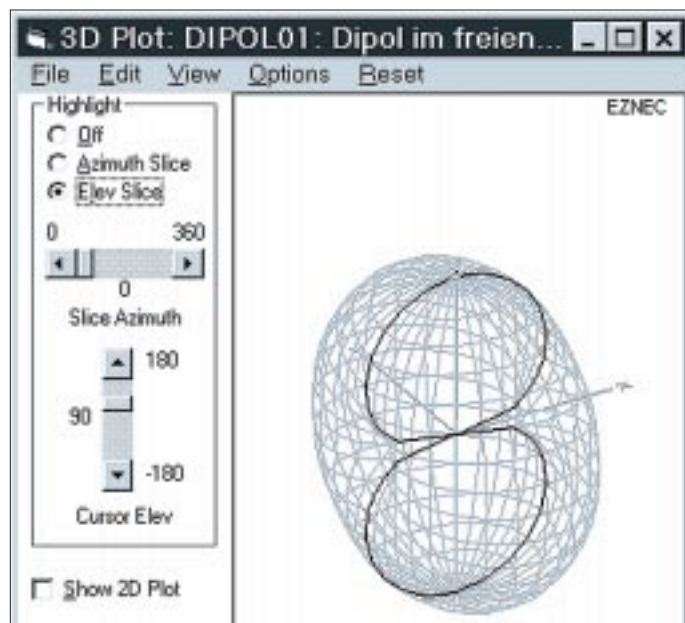 3D Plot: DIPOL01: Dipol im freien...
File Edit View Options Reset
EZNEC
Highlight
Off
Azimuth Slice
Elev Slice
0 360
0
Slice Azimuth
180
90
-180
Cursor Elev
Show 2D Plot